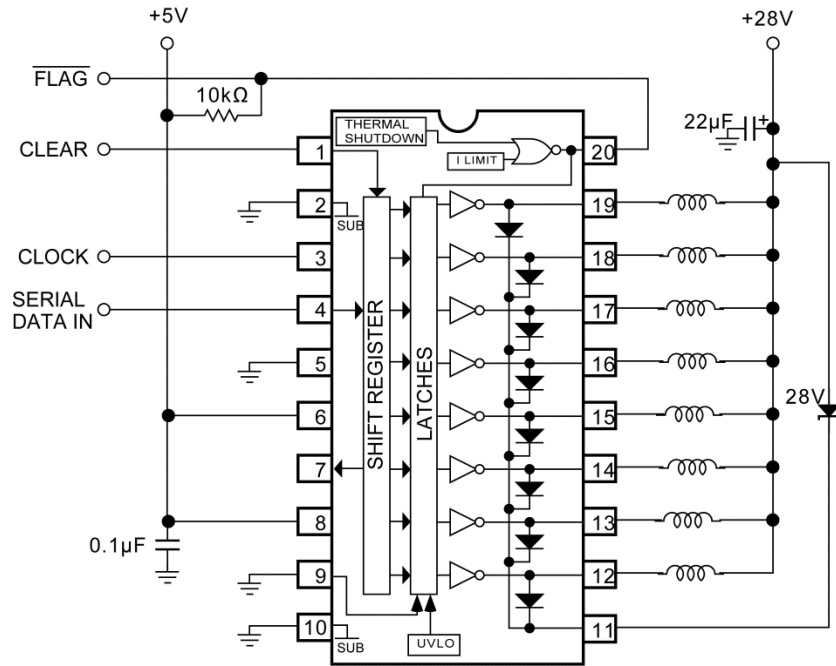 +5V
+28V
FLAG
10kΩ
THERMAL
SHUTDOWN
I LIMIT
22µF
+
CLEAR
1
20
2
SUB
19
CLOCK
3
18
SERIAL
DATA IN
4
17
5
16
28V
6
15
7
14
8
13
0.1µF
9
12
10
SUB
UVLO
11
SHIFT REGISTER
LATCHES